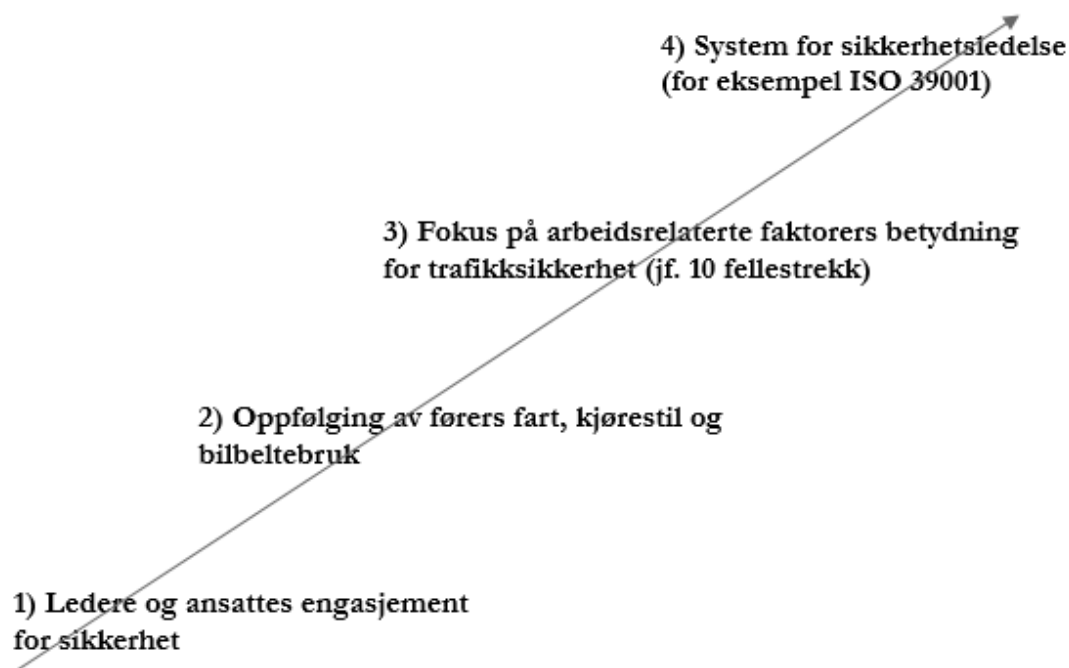 4) System for sikkerhetsledelse
(for eksempel ISO 39001)
3) Fokus på arbeidsrelaterte faktorers betydning
for trafikksikkerhet (jf. 10 fellestrekk)
2) Oppfølging av førers fart, kjørestil og
bilbeltebruk
1) Ledere og ansattes engasjement
for sikkerhet